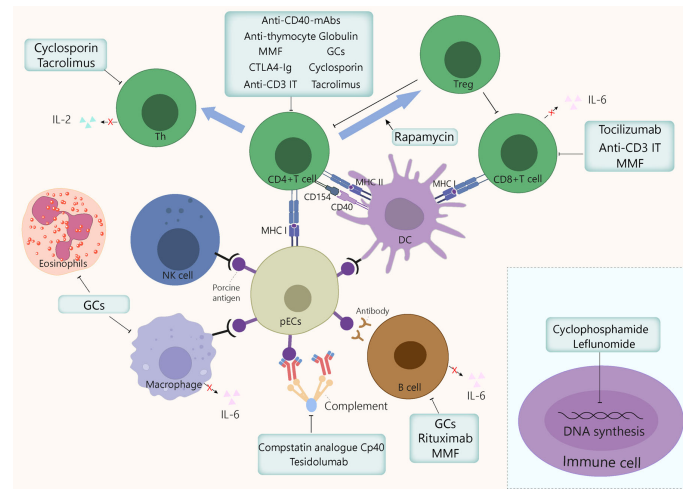 Anti-CD40-mAbs
Anti-thymocyte Globulin
MMF GCs
CTLA4-Ig Cyclosporin
Anti-CD3 IT Tacrolimus
Cyclosporin
Tacrolimus
IL-2
Th
Treg
IL-6
Rapamycin
Tocilizumab
Anti-CD3 IT
MMF
CD4+T cell
MHC II
MHC I
CD8+T cell
CD154
CD40
DC
MHC I
Eosinophils
NK cell
Porcine
antigen
GCs
pECs
Antibody
Macrophage
IL-6
B cell
IL-6
Complement
Compstatin analogue Cp40
Tesidolumab
GCs
Rituximab
MMF
Cyclophosphamide
Leflunomide
DNA synthesis
Immune cell